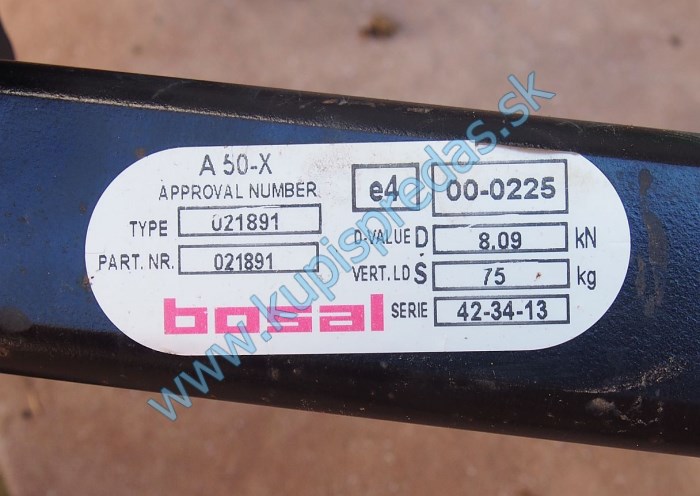 A 50-X
APPROVAL NUMBER e4 00-0225
TYPE 021891 D-VALUE D 8.09 kN
PART. NR. 021891 VERT.LD S 75 kg
bosal SERIE 42-34-13
www.kupispredas.sk